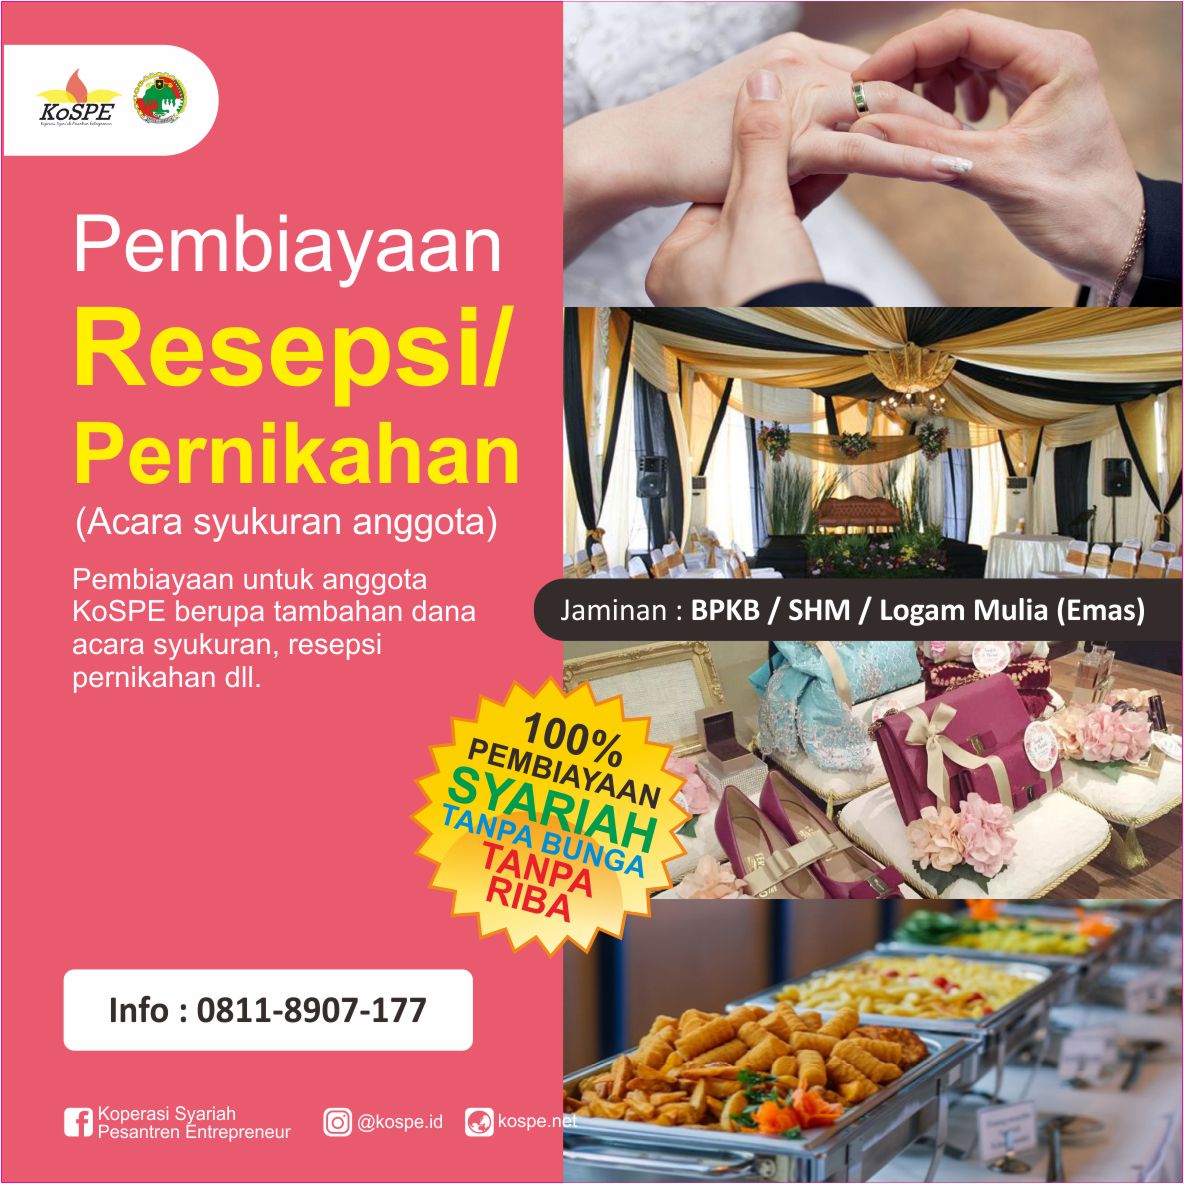 KoSPE
Pembiayaan
Resepsi/
Pernikahan
(Acara syukuran anggota)
Pembiayaan untuk anggota
KoSPE berupa tambahan dana
acara syukuran, resepsi
pernikahan dll.
Jaminan : BPKB / SHM / Logam Mulia (Emas)
100%
PEMBIAYAAN
SYARIAH
TANPA BUNGA
TANPA
RIBA
Info : 0811-8907-177
Koperasi Syariah
Pesantren Entrepreneur
@kospe.id
kospe.net